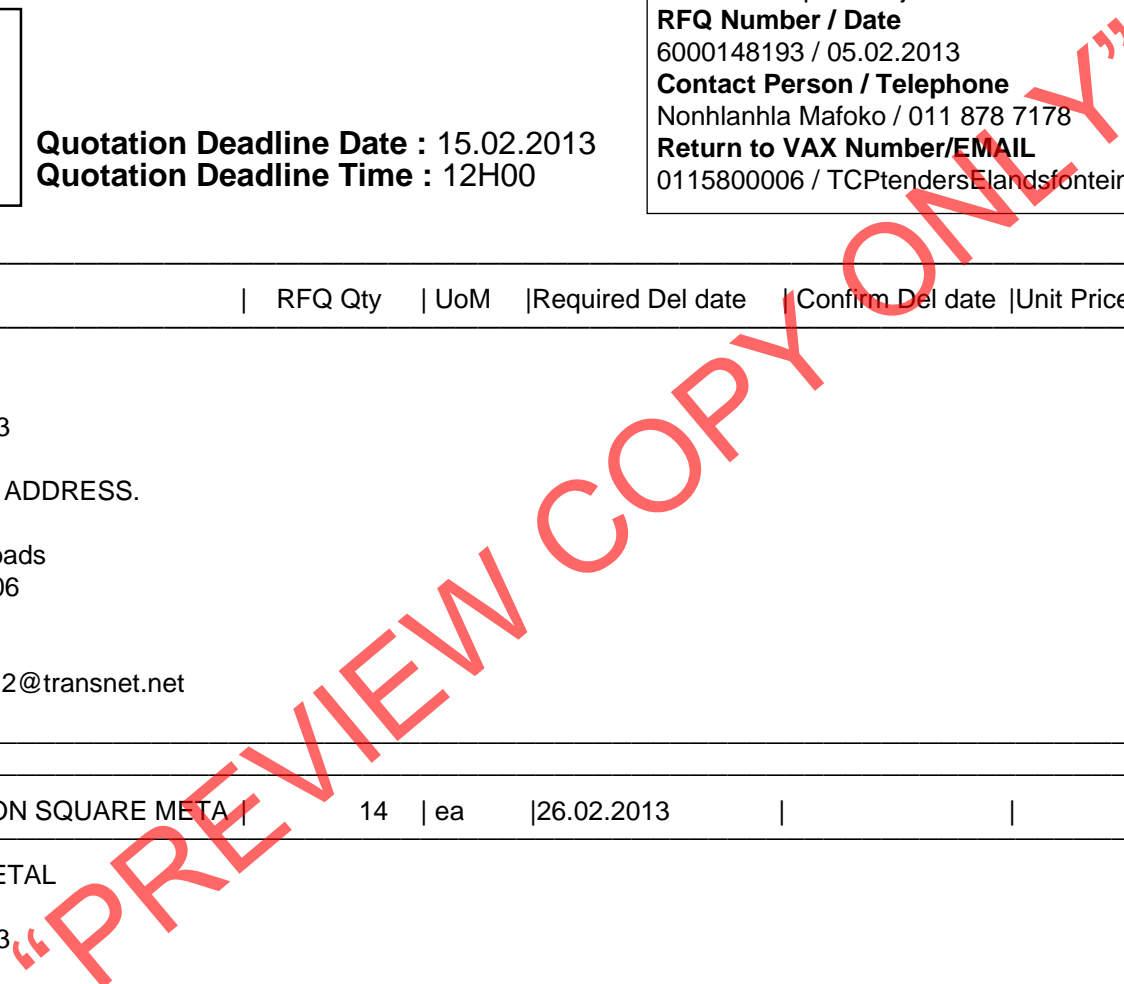 RFQ Number / Date
6000148193 / 05.02.2013
Contact Person / Telephone
Nonhlanhla Mafoko / 011 878 7178
Quotation Deadline Date : 15.02.2013
Return to VAX Number/EMAIL
Quotation Deadline Time : 12H00
0115800006 / TCPtendersElandsfontein
| RFQ Qty | UoM |Required Del date | Confirm Del date |Unit Price
3
ADDRESS.
oads
06
2@transnet.net
ON SQUARE META | 14 | ea |26.02.2013 | |
ETAL
3
“PREVIEW COPY ONLY”